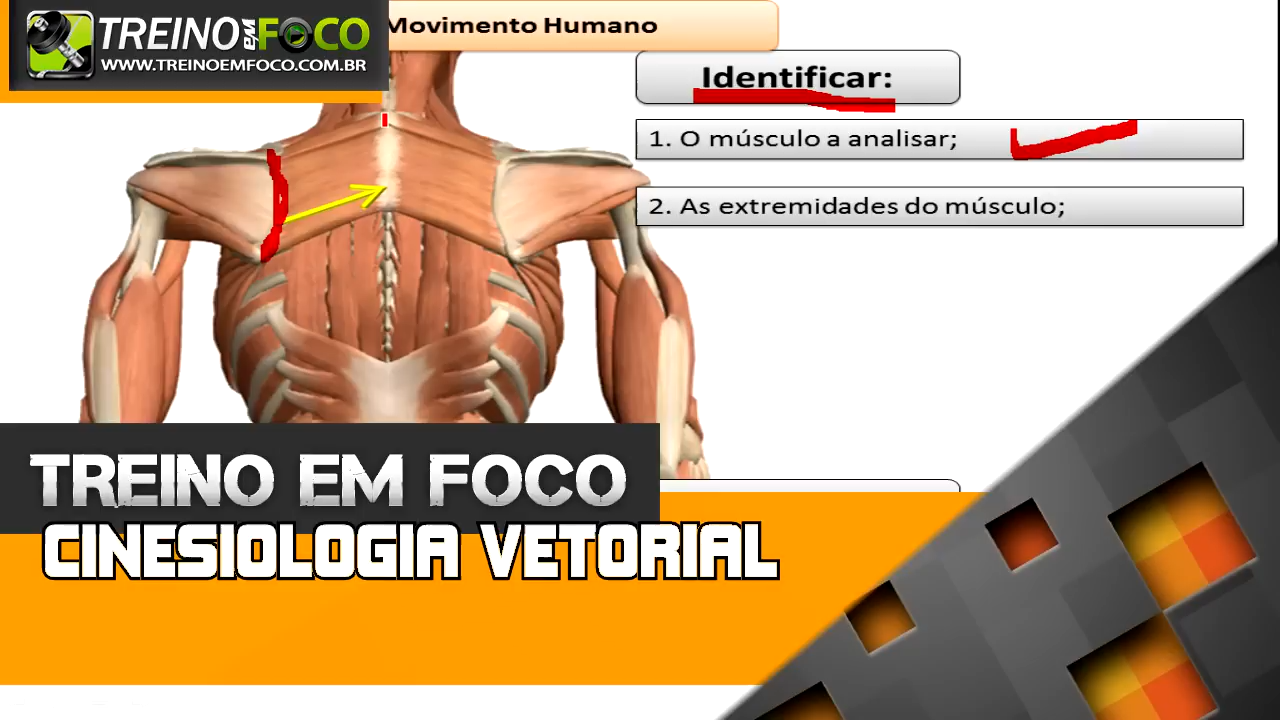 TREINO EM FOCO
WWW.TREINOEMFOCO.COM.BR
Movimento Humano
Identificar:
1. O músculo a analisar;
2. As extremidades do músculo;
TREINO EM FOCO
CINESIOLOGIA VETORIAL